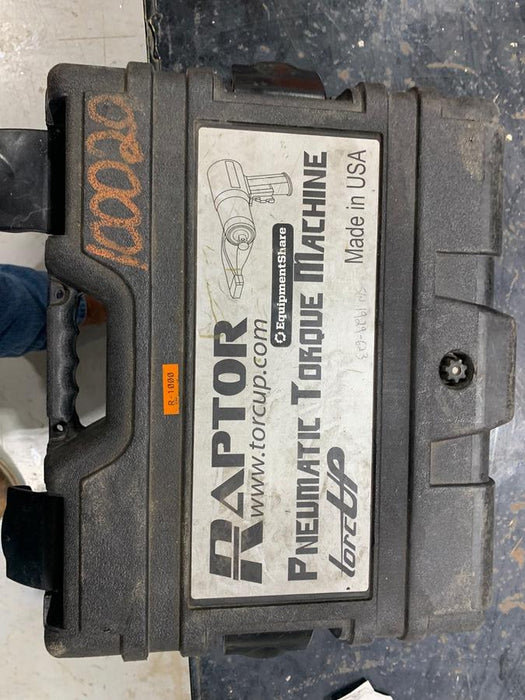 1000020
R-1000
RAPTOR
www.torcup.com
EquipmentShare
PNEUMATIC TORQUE MACHINE
torcUP
Made in USA